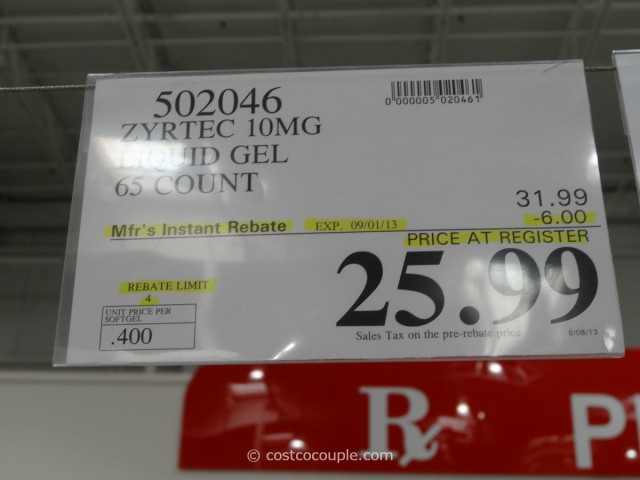 502046
0000005020461
ZYRTEC 10MG
LIQUID GEL
65 COUNT
31.99
Mfr's Instant Rebate EXP. 09/01/13 -6.00
PRICE AT REGISTER
25.99
REBATE LIMIT
4
UNIT PRICE PER
SOFTGEL
.400
Sales Tax on the pre-rebate price
8/08/13
Rx P
© costcocouple.com